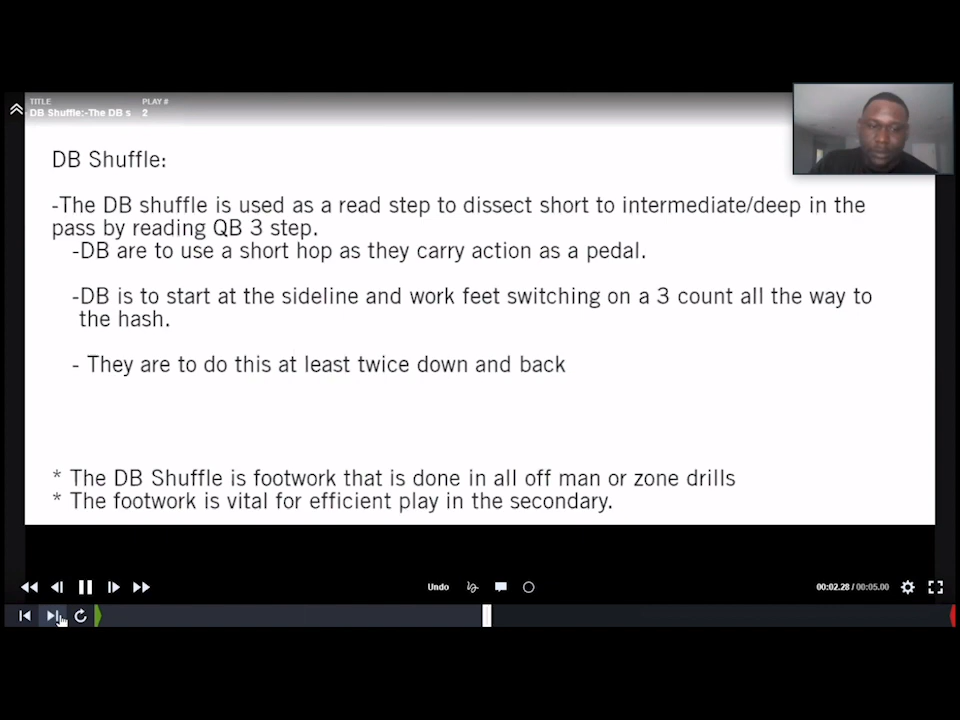 TITLE PLAY #
DB Shuffle:-The DB s 2
DB Shuffle:
-The DB shuffle is used as a read step to dissect short to intermediate/deep in the
pass by reading QB 3 step.
-DB are to use a short hop as they carry action as a pedal.
-DB is to start at the sideline and work feet switching on a 3 count all the way to
the hash.
- They are to do this at least twice down and back
* The DB Shuffle is footwork that is done in all off man or zone drills
* The footwork is vital for efficient play in the secondary.
Undo 00:02.28 / 00:05.00